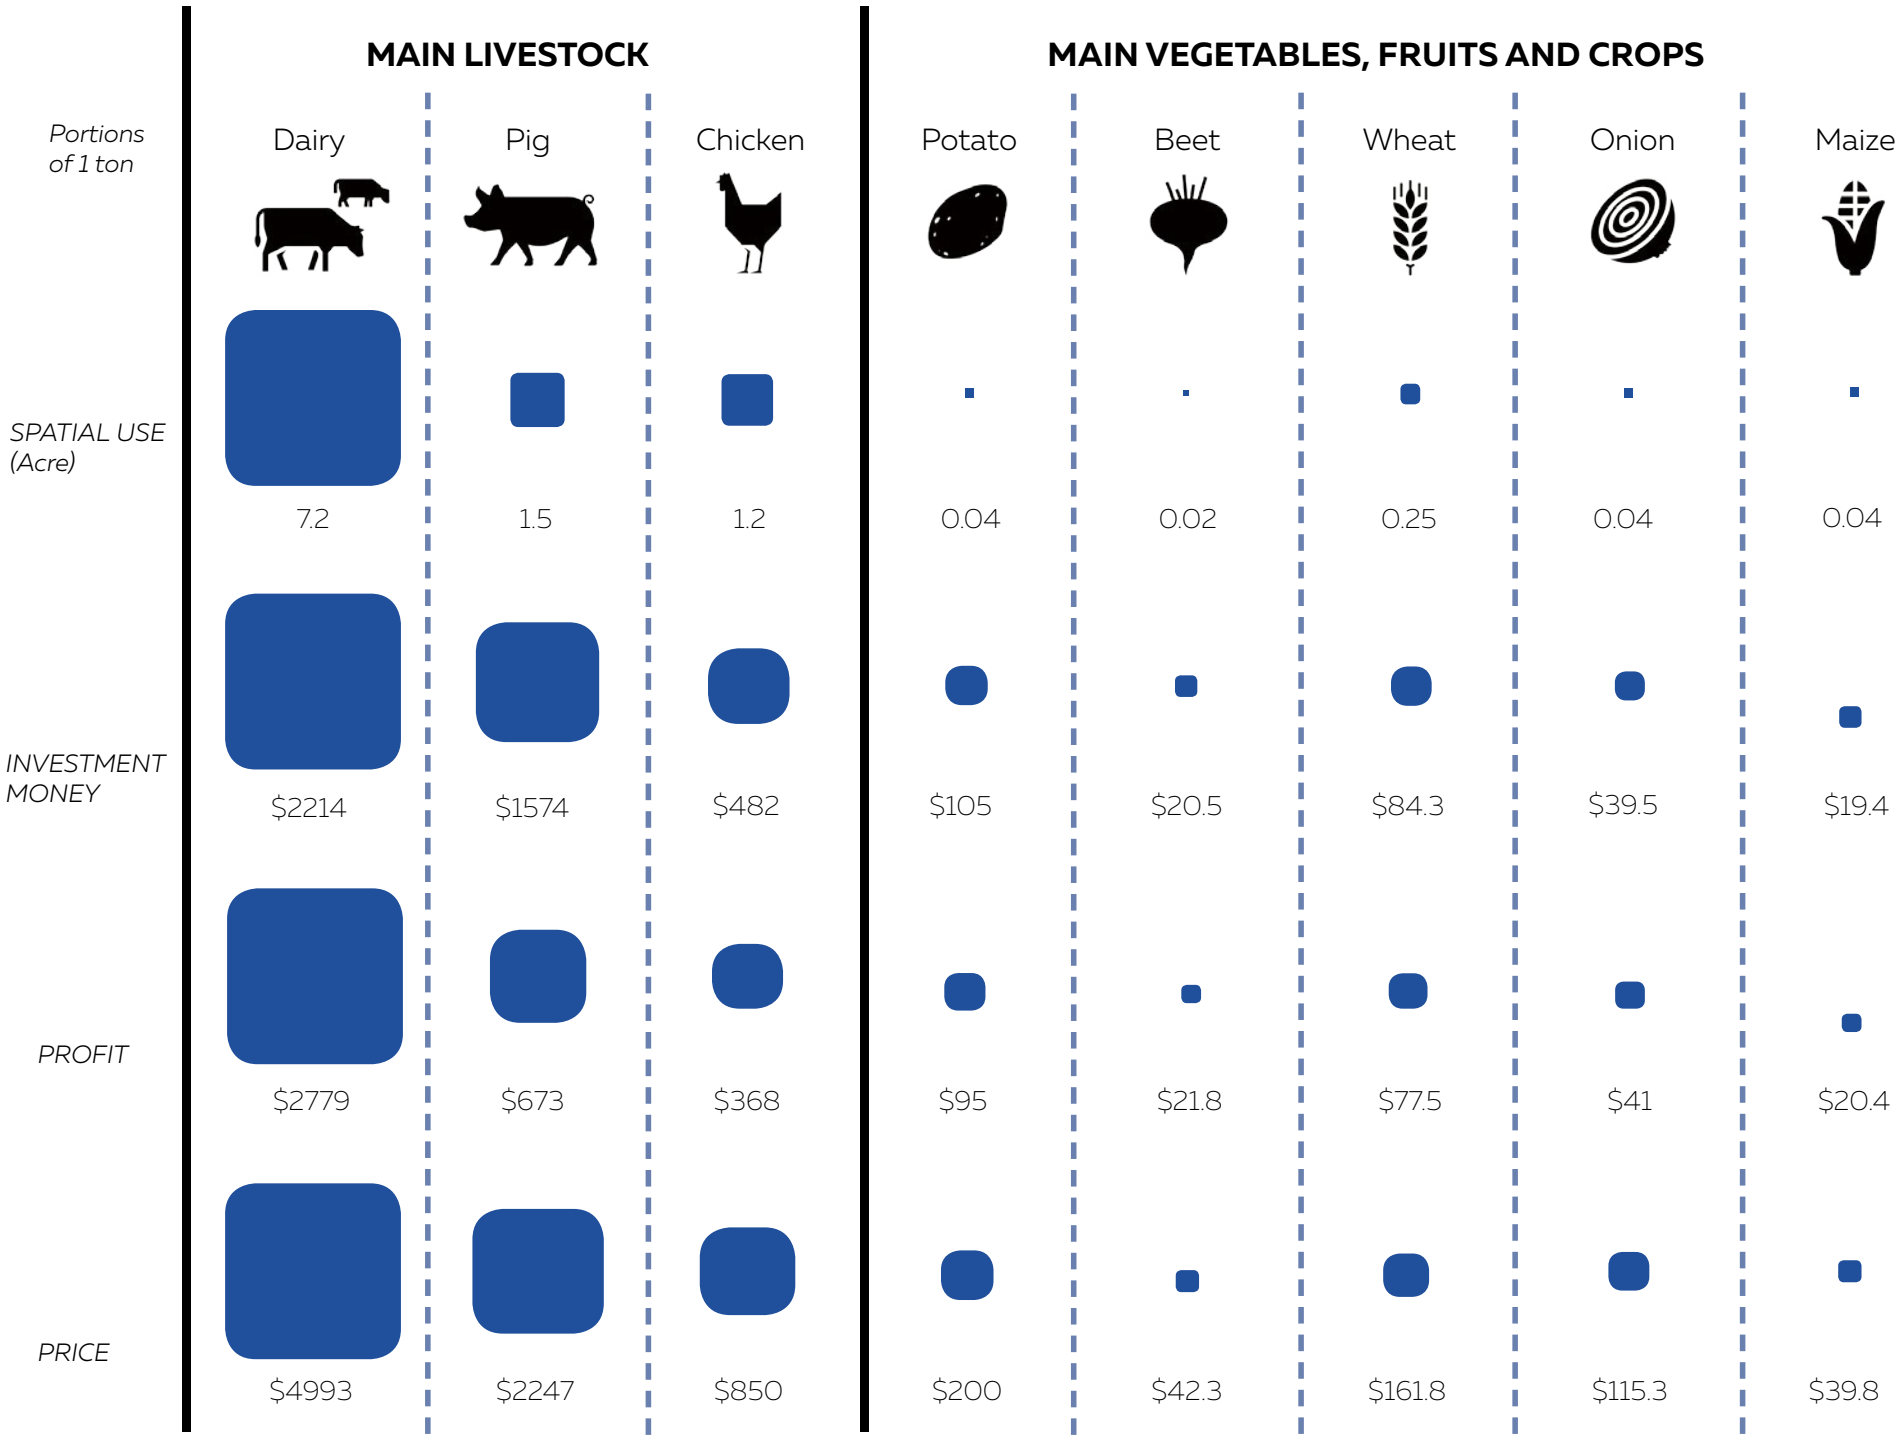 MAIN LIVESTOCK
MAIN VEGETABLES, FRUITS AND CROPS
Portions
of 1 ton
Dairy
Pig
Chicken
Potato
Beet
Wheat
Onion
Maize
SPATIAL USE
(Acre)
7.2
1.5
1.2
0.04
0.02
0.25
0.04
0.04
INVESTMENT
MONEY
$2214
$1574
$482
$105
$20.5
$84.3
$39.5
$19.4
PROFIT
$2779
$673
$368
$95
$21.8
$77.5
$41
$20.4
PRICE
$4993
$2247
$850
$200
$42.3
$161.8
$115.3
$39.8